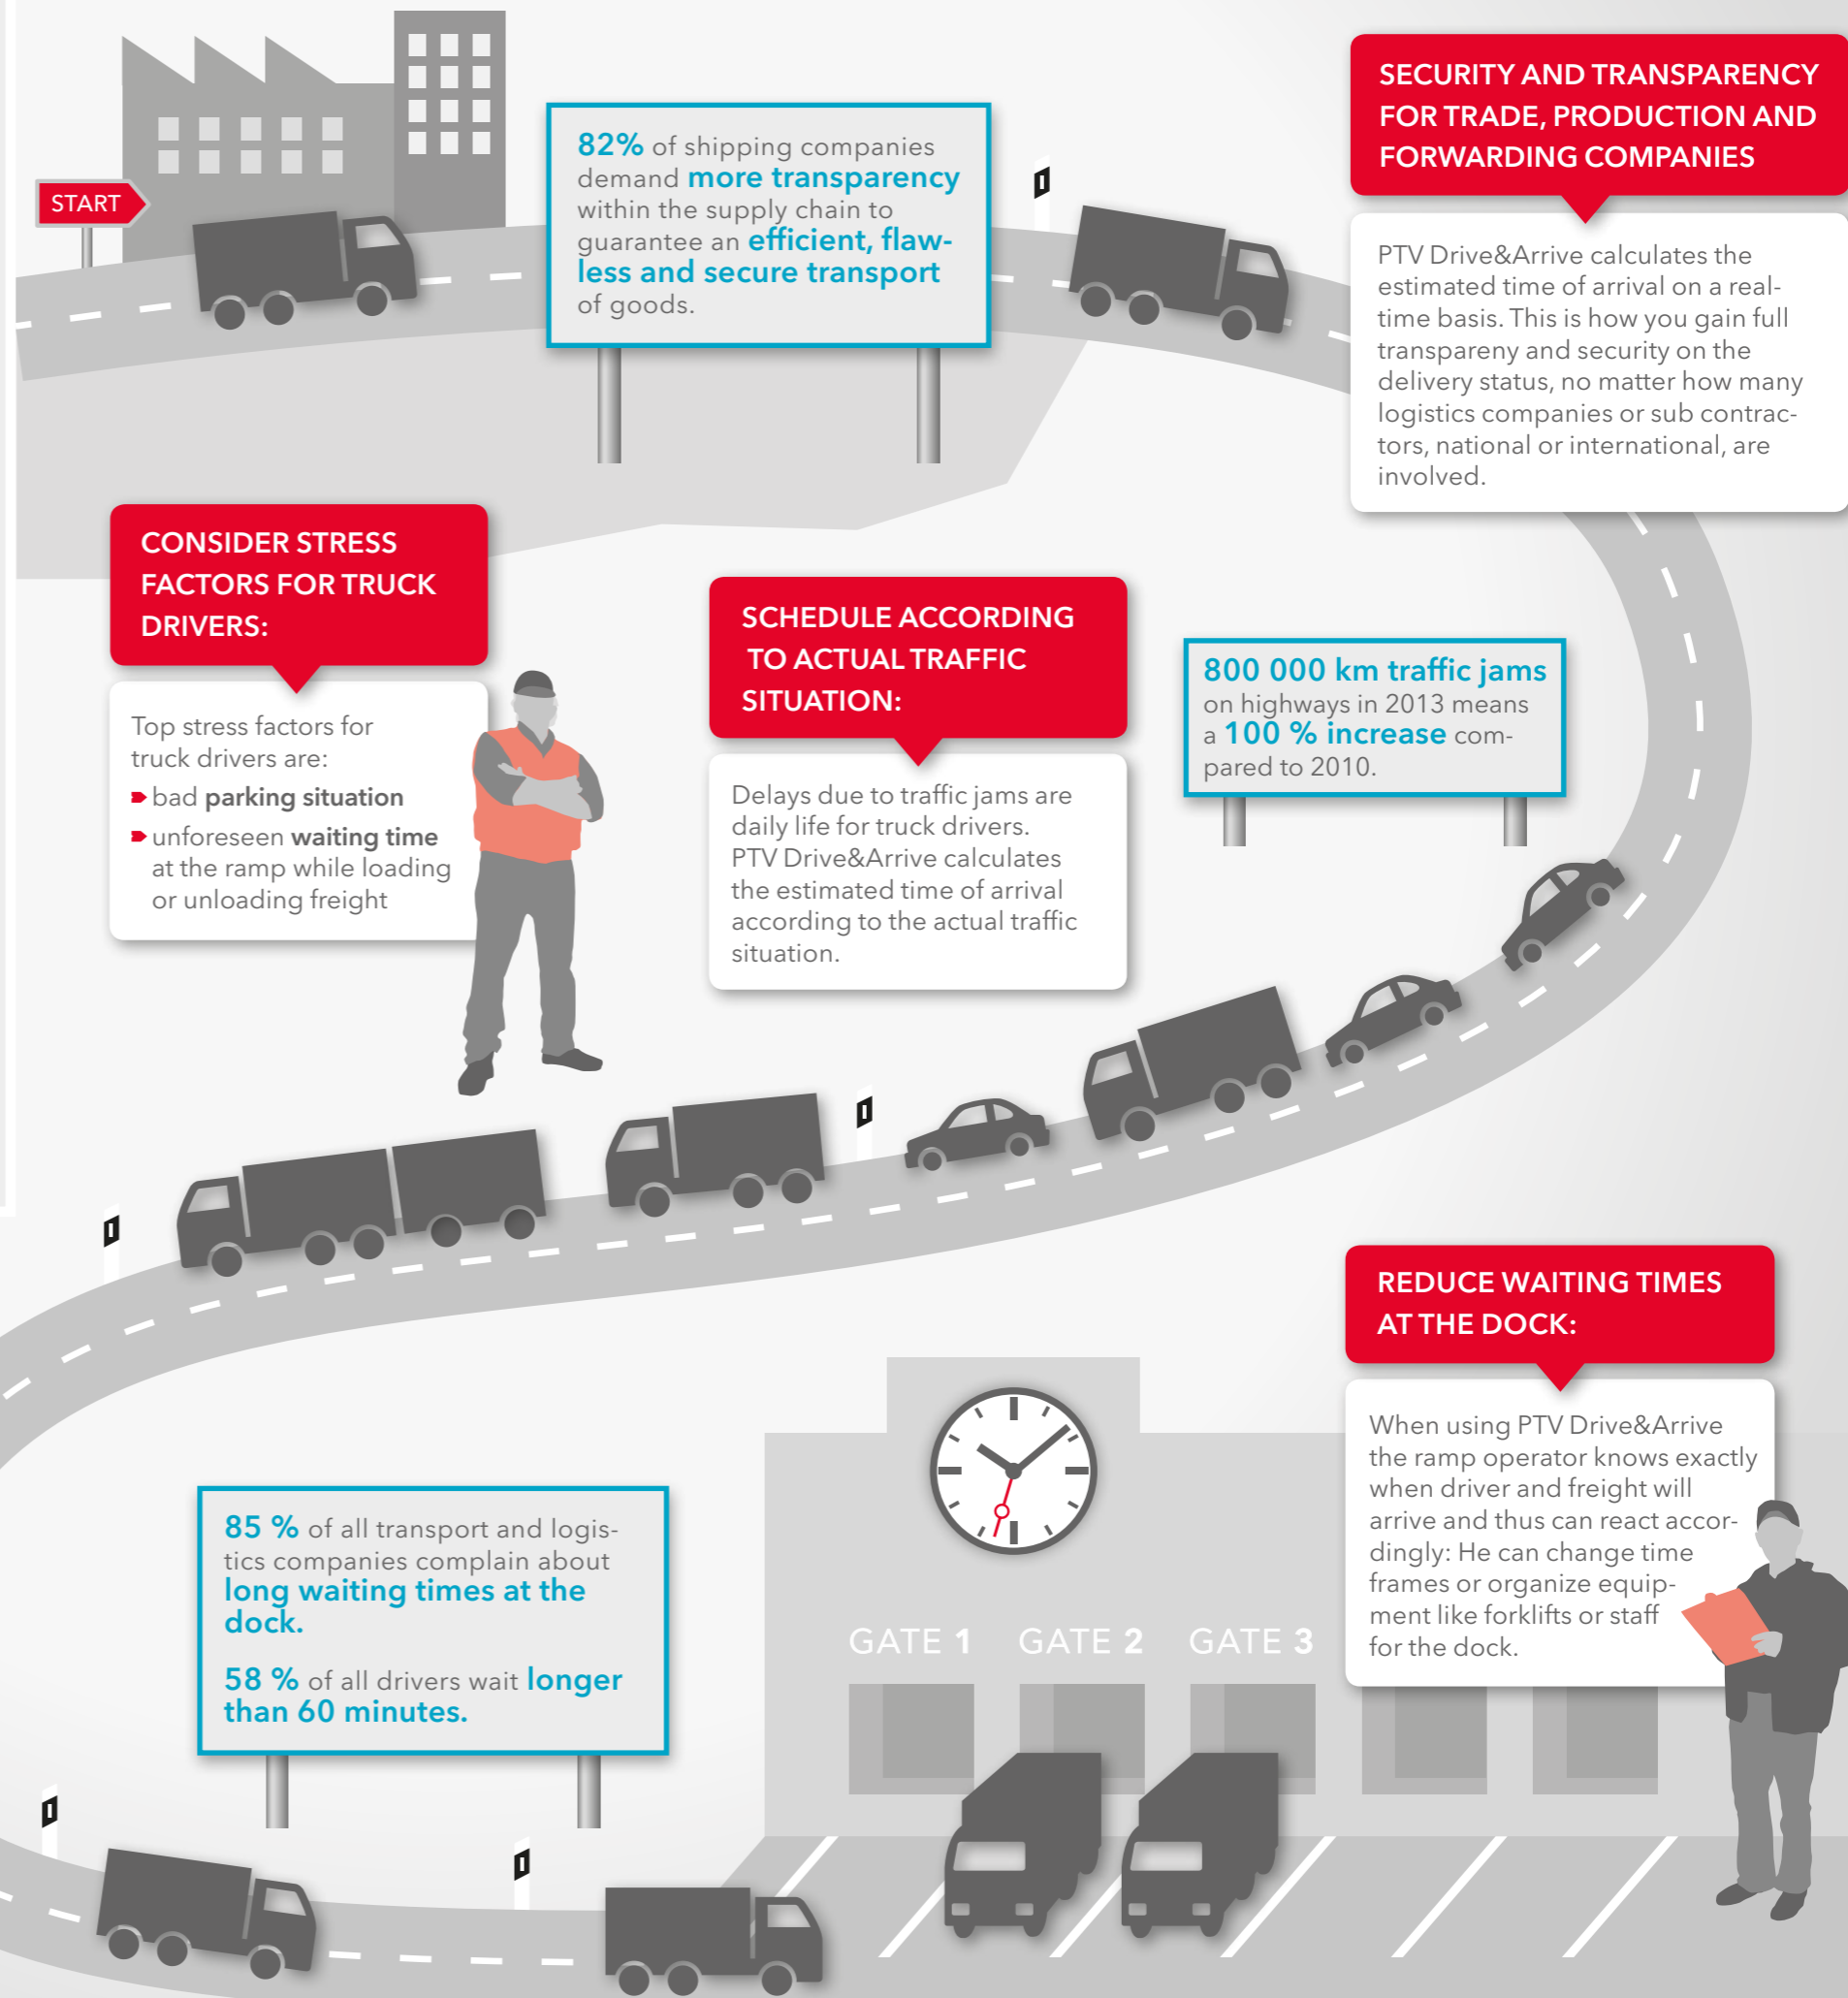 START
82% of shipping companies
demand more transparency
within the supply chain to
guarantee an efficient, flaw-
less and secure transport
of goods.
SECURITY AND TRANSPARENCY
FOR TRADE, PRODUCTION AND
FORWARDING COMPANIES
PTV Drive&Arrive calculates the
estimated time of arrival on a real-
time basis. This is how you gain full
transpareny and security on the
delivery status, no matter how many
logistics companies or sub contrac-
tors, national or international, are
involved.
CONSIDER STRESS
FACTORS FOR TRUCK
DRIVERS:
Top stress factors for
truck drivers are:
bad parking situation
unforeseen waiting time
at the ramp while loading
or unloading freight
SCHEDULE ACCORDING
TO ACTUAL TRAFFIC
SITUATION:
Delays due to traffic jams are
daily life for truck drivers.
PTV Drive&Arrive calculates
the estimated time of arrival
according to the actual traffic
situation.
800 000 km traffic jams
on highways in 2013 means
a 100 % increase com-
pared to 2010.
REDUCE WAITING TIMES
AT THE DOCK:
When using PTV Drive&Arrive
the ramp operator knows exactly
when driver and freight will
arrive and thus can react accor-
dingly: He can change time
frames or organize equip-
ment like forklifts or staff
for the dock.
85 % of all transport and logis-
tics companies complain about
long waiting times at the
dock.
58 % of all drivers wait longer
than 60 minutes.
GATE 1 GATE 2 GATE 3